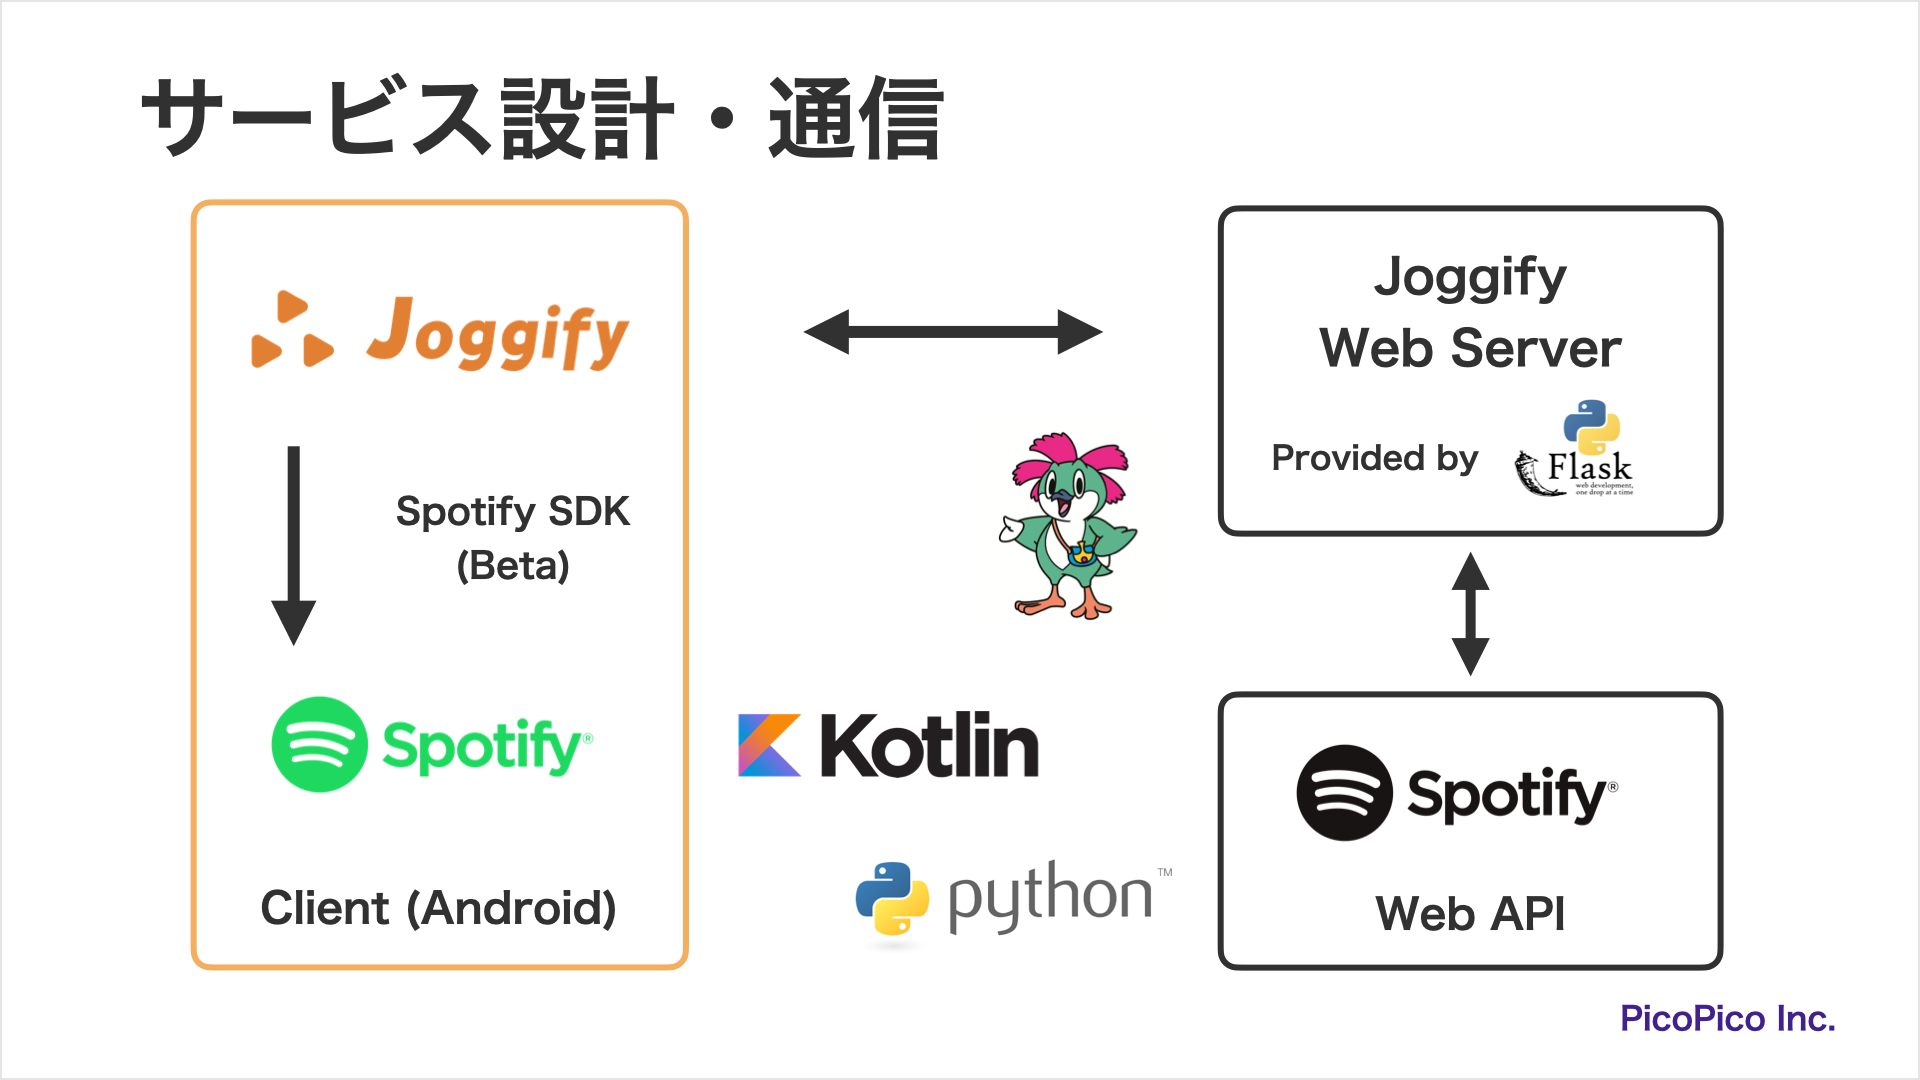 サービス設計・通信
Joggify
Spotify SDK
(Beta)
Spotify®
Client (Android)
Joggify
Web Server
Provided by
Flask
web development,
one drop at a time
Kotlin
python™
Spotify®
Web API
PicoPico Inc.